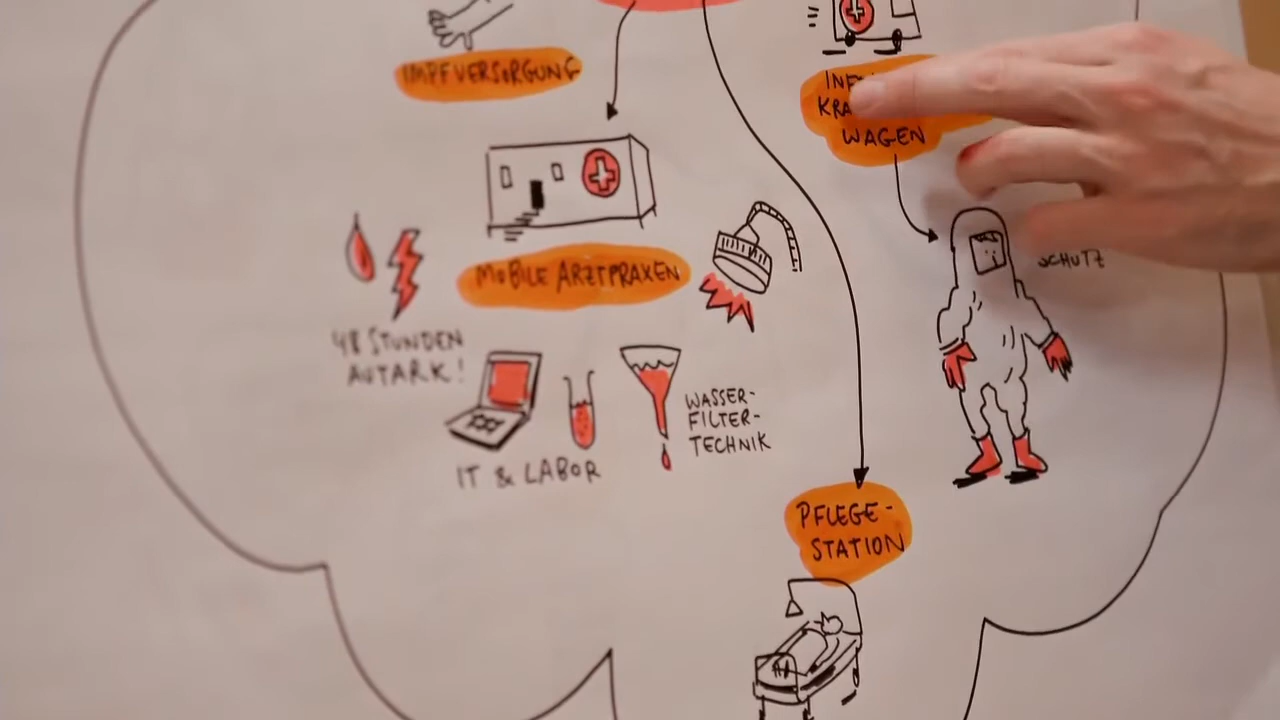 IMPFVERSORGUNG
WAGEN
SCHUTZ
MOBILE ARZTPRAXEN
48 STUNDEN
AUTARK!
WASSER-
FILTER-
TECHNIK
IT & LABOR
PFLEGE-
STATION